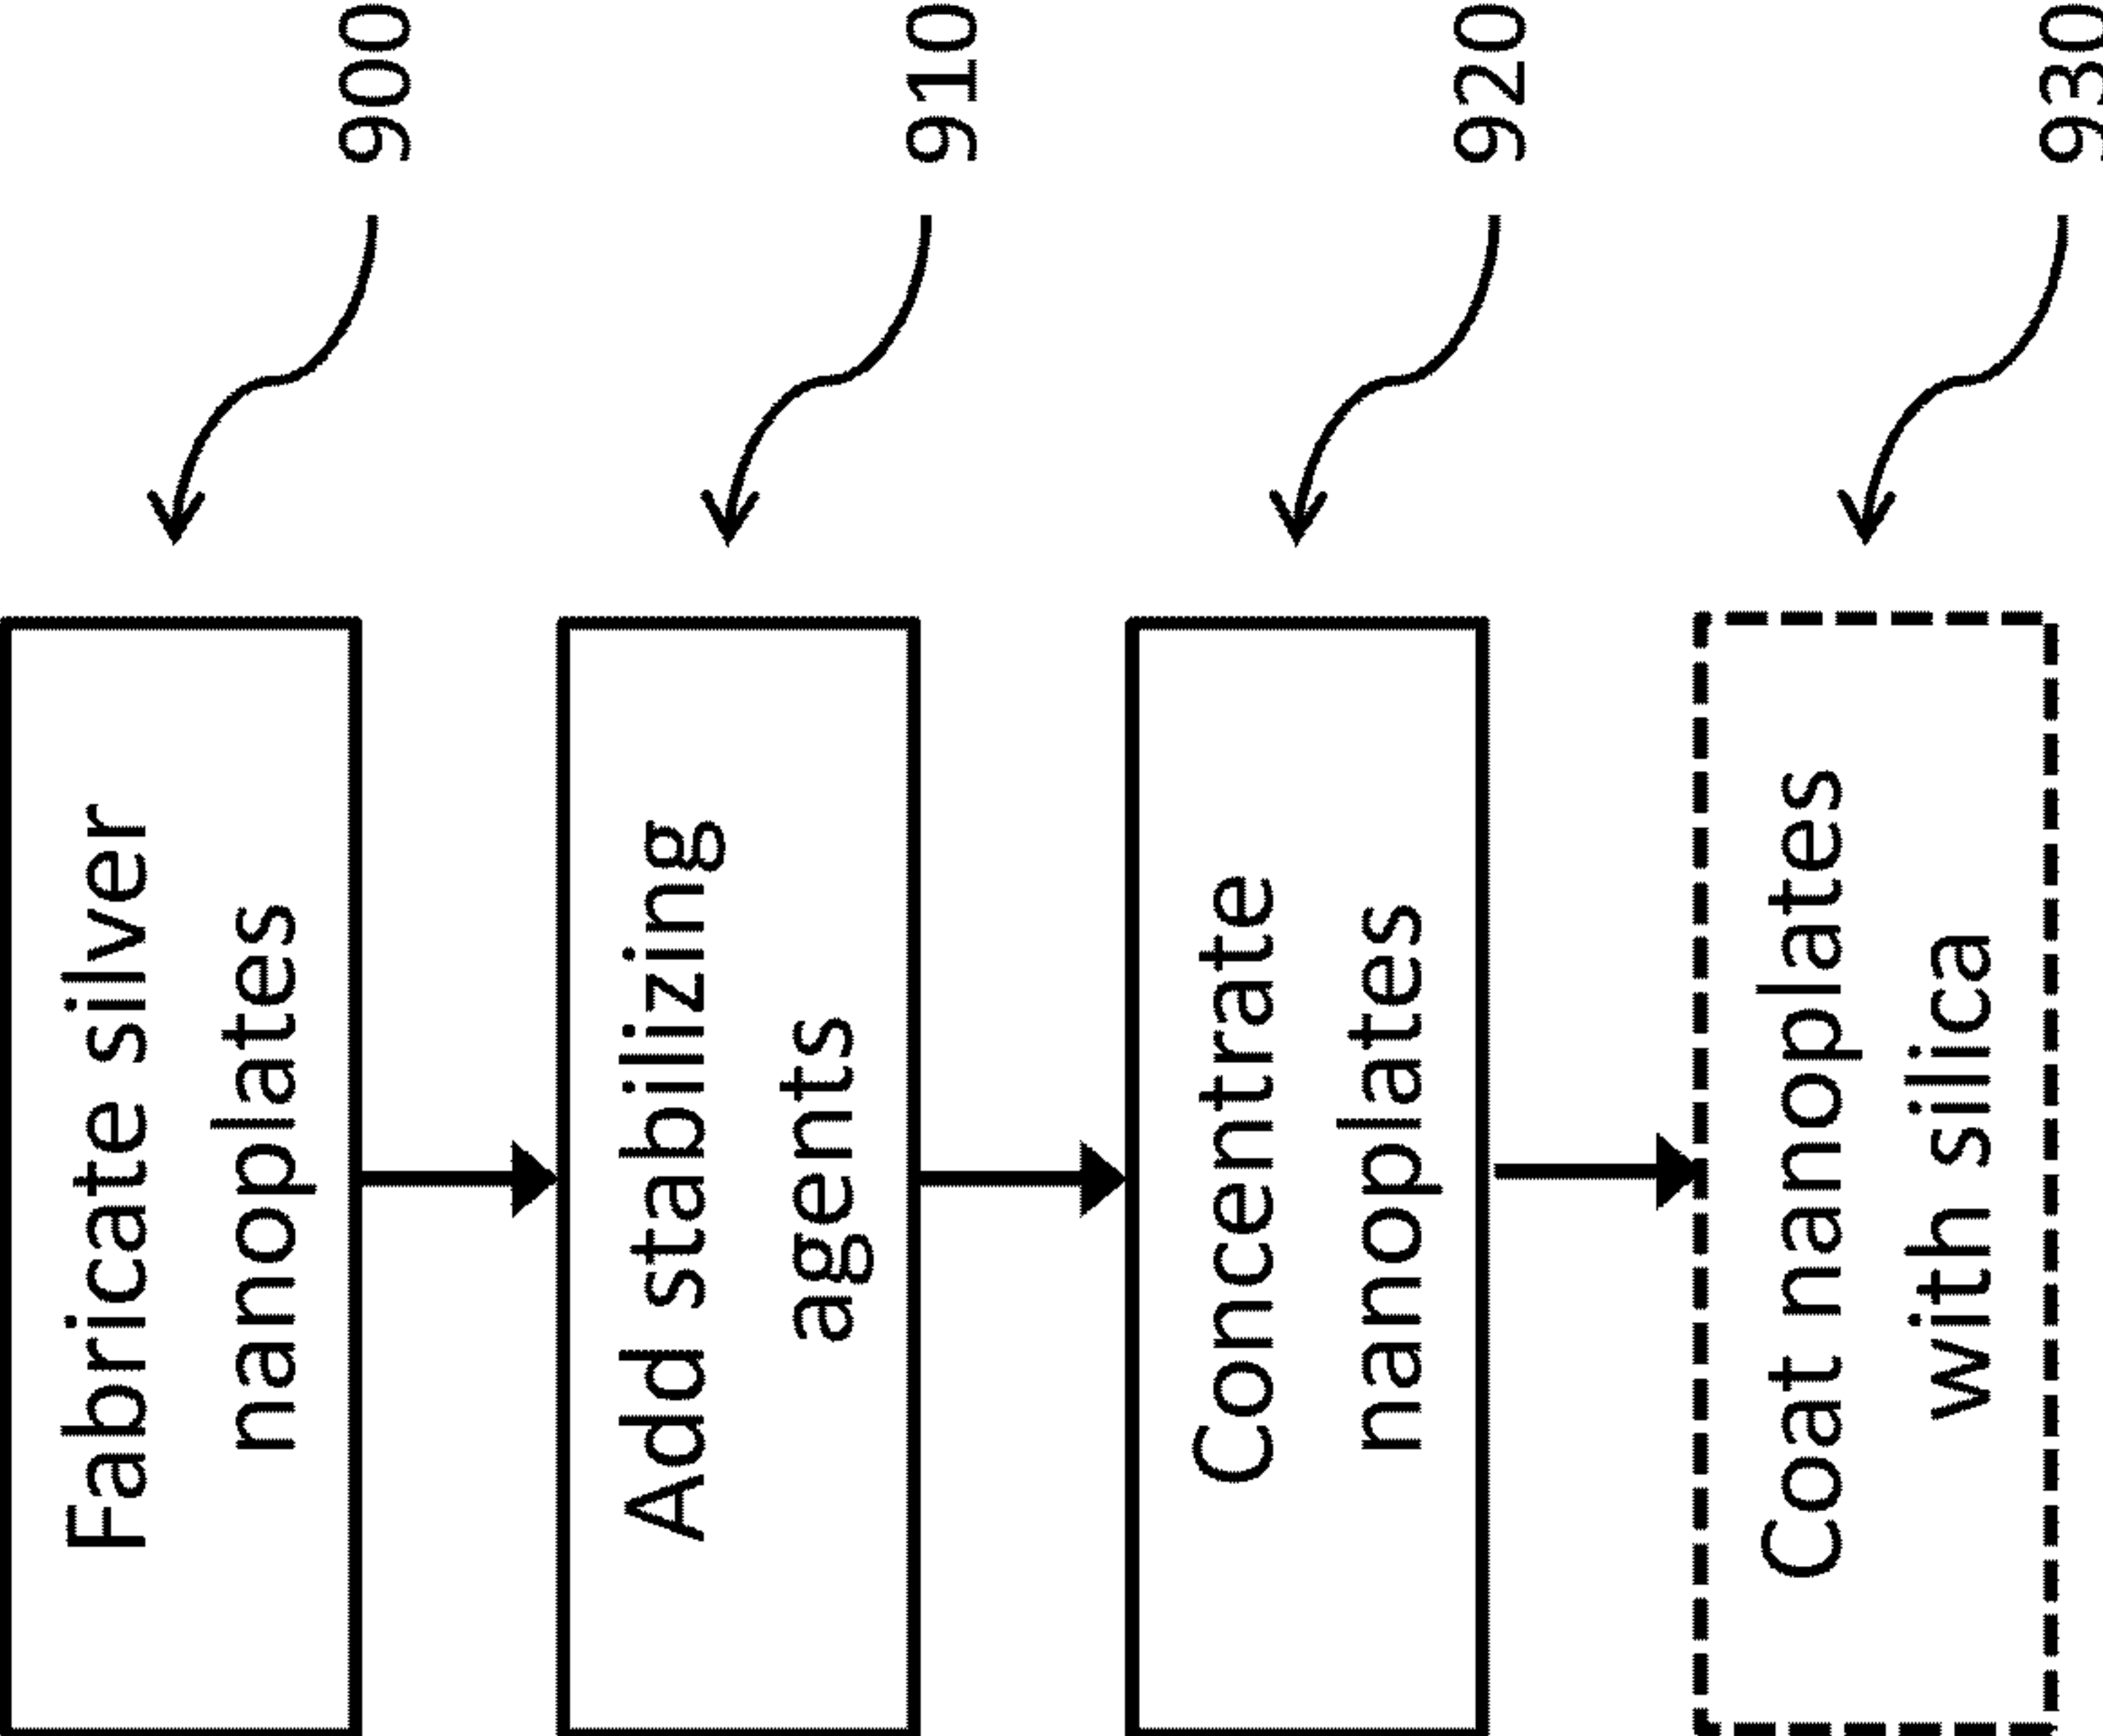 Fabricate silver
nanoplates
900
Add stabilizing
agents
910
Concentrate
nanoplates
920
Coat nanoplates
with silica
930